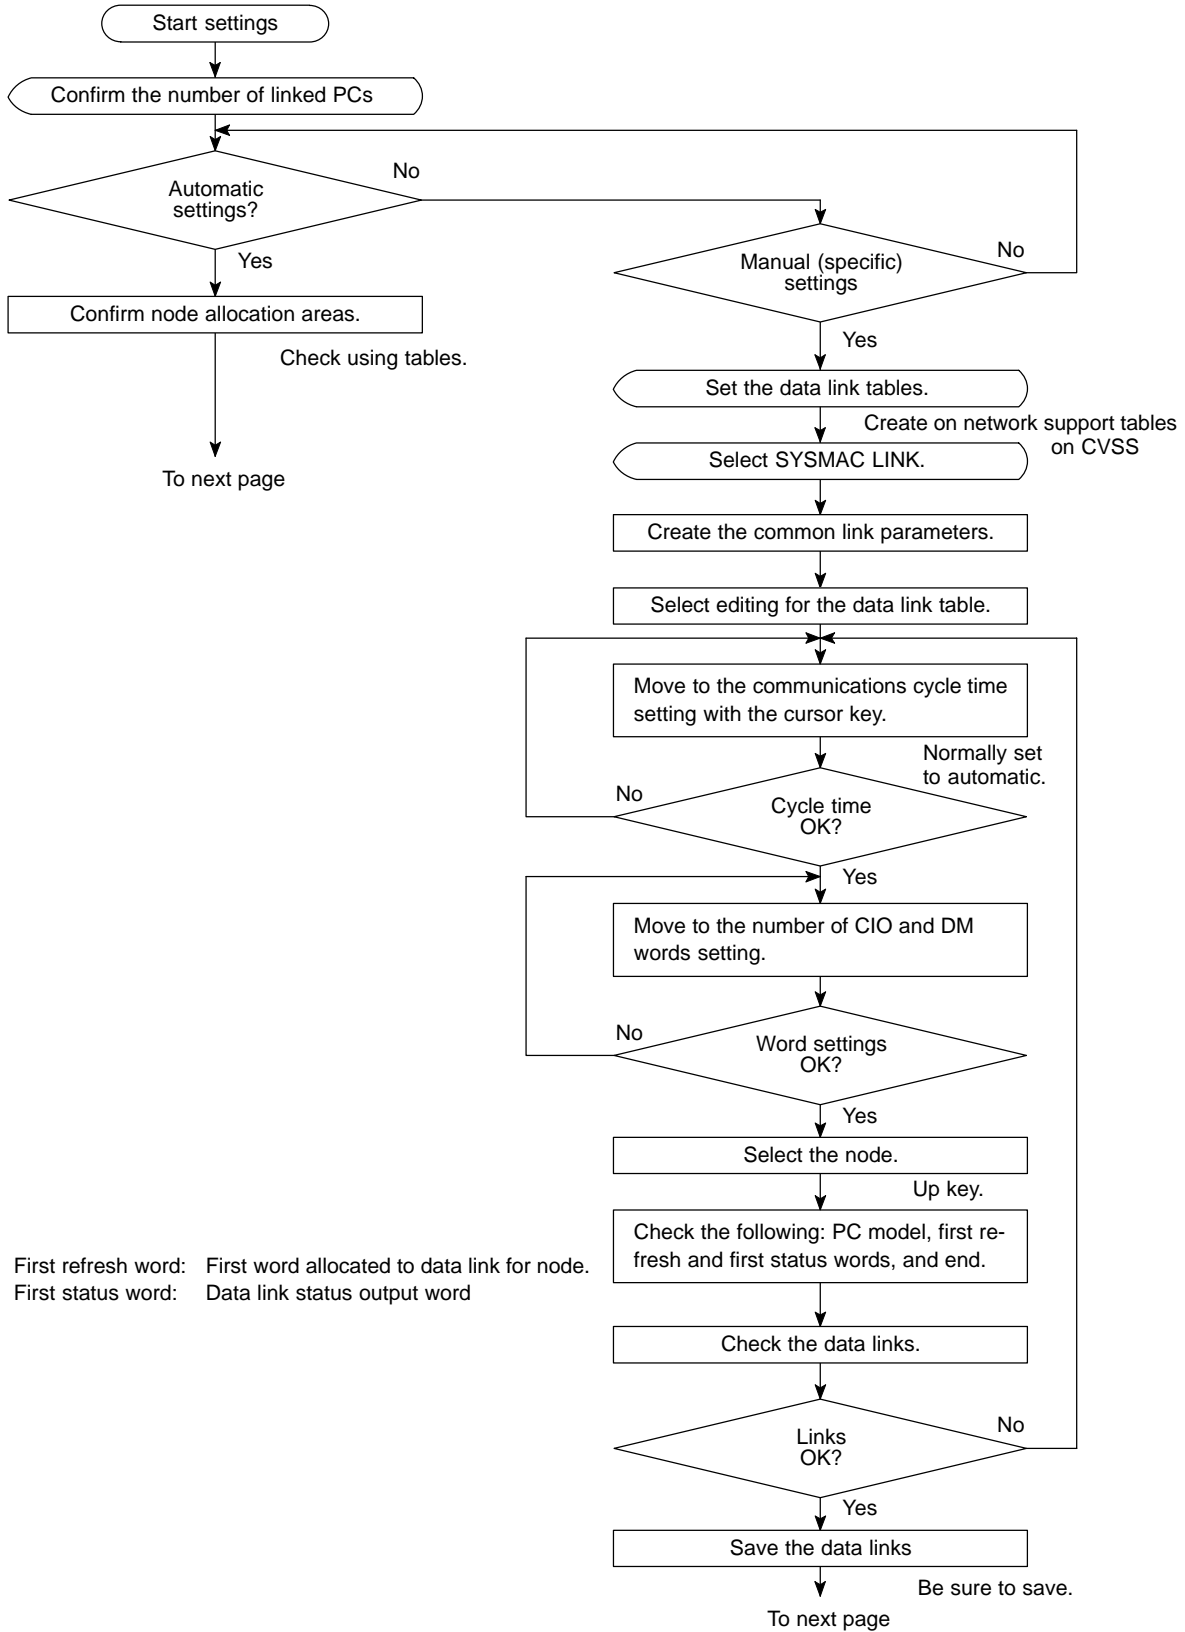 Start settings
Confirm the number of linked PCs
Automatic
settings?
No
Yes
Confirm node allocation areas.
Check using tables.
To next page
Manual (specific)
settings
No
Yes
Set the data link tables.
Create on network support tables
on CVSS
Select SYSMAC LINK.
Create the common link parameters.
Select editing for the data link table.
Move to the communications cycle time
setting with the cursor key.
Normally set
to automatic.
No
Cycle time
OK?
Yes
Move to the number of CIO and DM
words setting.
No
Word settings
OK?
Yes
Select the node.
Up key.
Check the following: PC model, first re-
fresh and first status words, and end.
First refresh word: First word allocated to data link for node.
First status word: Data link status output word
Check the data links.
Links
OK?
No
Yes
Save the data links
Be sure to save.
To next page